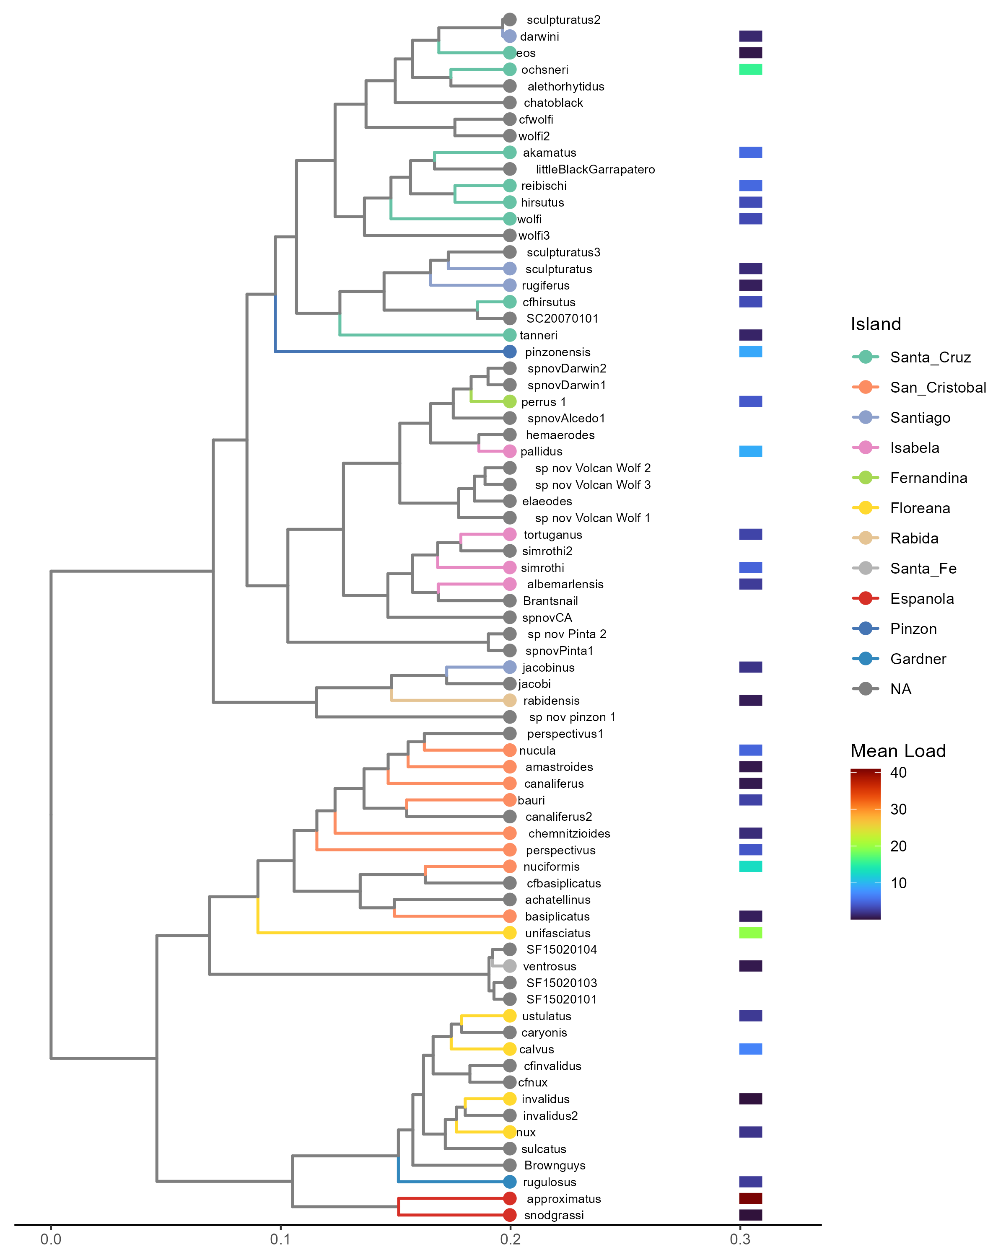 sculpturatus2
darwini
eos
ochsneri
alethorhytidus
chatoblack
cfwolfi
wolfi2
akamatus
littleBlackGarrapatero
reibischi
hirsutus
wolfi
wolfi3
sculpturatus3
sculpturatus
rugiferus
cfhirsutus
SC20070101
tanneri
pinzonensis
spnovDarwin2
spnovDarwin1
perrus 1
spnovAlcedo1
hemaerodes
pallidus
sp nov Volcan Wolf 2
sp nov Volcan Wolf 3
elaeodes
sp nov Volcan Wolf 1
tortuganus
simrothi2
simrothi
albemarlensis
Brantsnail
spnovCA
sp nov Pinta 2
spnovPinta1
jacobinus
jacobi
rabidensis
sp nov pinzon 1
perspectivus1
nucula
amastroides
canaliferus
bauri
canaliferus2
chemnitzioides
perspectivus
nuciformis
cfbasiplicatus
achatellinus
basiplicatus
unifasciatus
SF15020104
ventrosus
SF15020103
SF15020101
ustulatus
caryonis
calvus
cfinvalidus
cfnux
invalidus
invalidus2
nux
sulcatus
Brownguys
rugulosus
approximatus
snodgrassi
0.0 0.1 0.2 0.3
Island
Santa_Cruz
San_Cristobal
Santiago
Isabela
Fernandina
Floreana
Rabida
Santa_Fe
Espanola
Pinzon
Gardner
NA
Mean Load
40
30
20
10